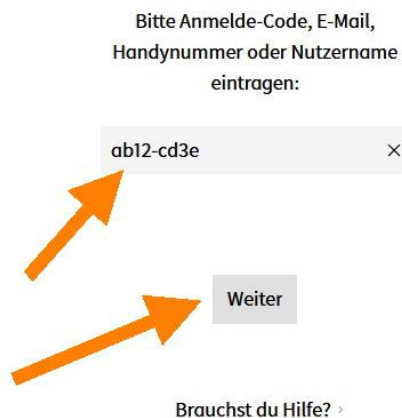 Bitte Anmelde-Code, E-Mail,
Handynummer oder Nutzername
eintragen:
ab12-cd3e ×
Weiter
Brauchst du Hilfe? ›